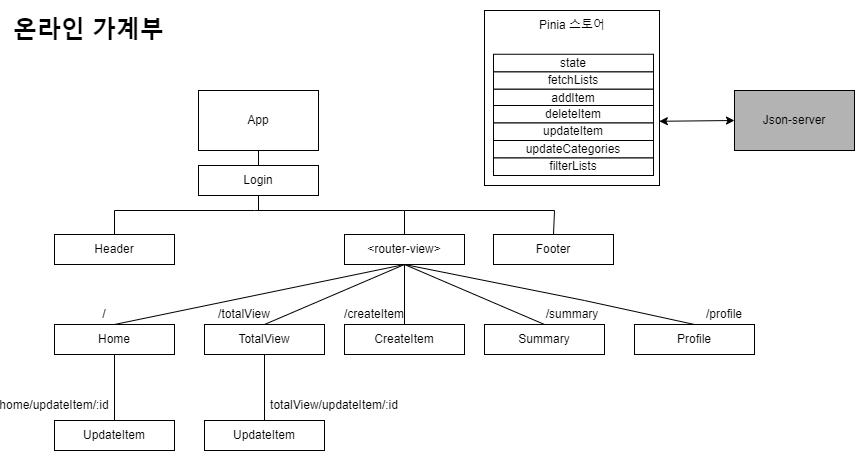 온라인 가계부
Pinia 스토어
state
fetchLists
addItem
deleteItem
updateItem
updateCategories
filterLists
Json-server
App
Login
Header
<router-view>
Footer
/
/totalView
/createItem
/summary
/profile
Home
TotalView
CreateItem
Summary
Profile
home/updateItem/:id
totalView/updateItem/:id
UpdateItem
UpdateItem